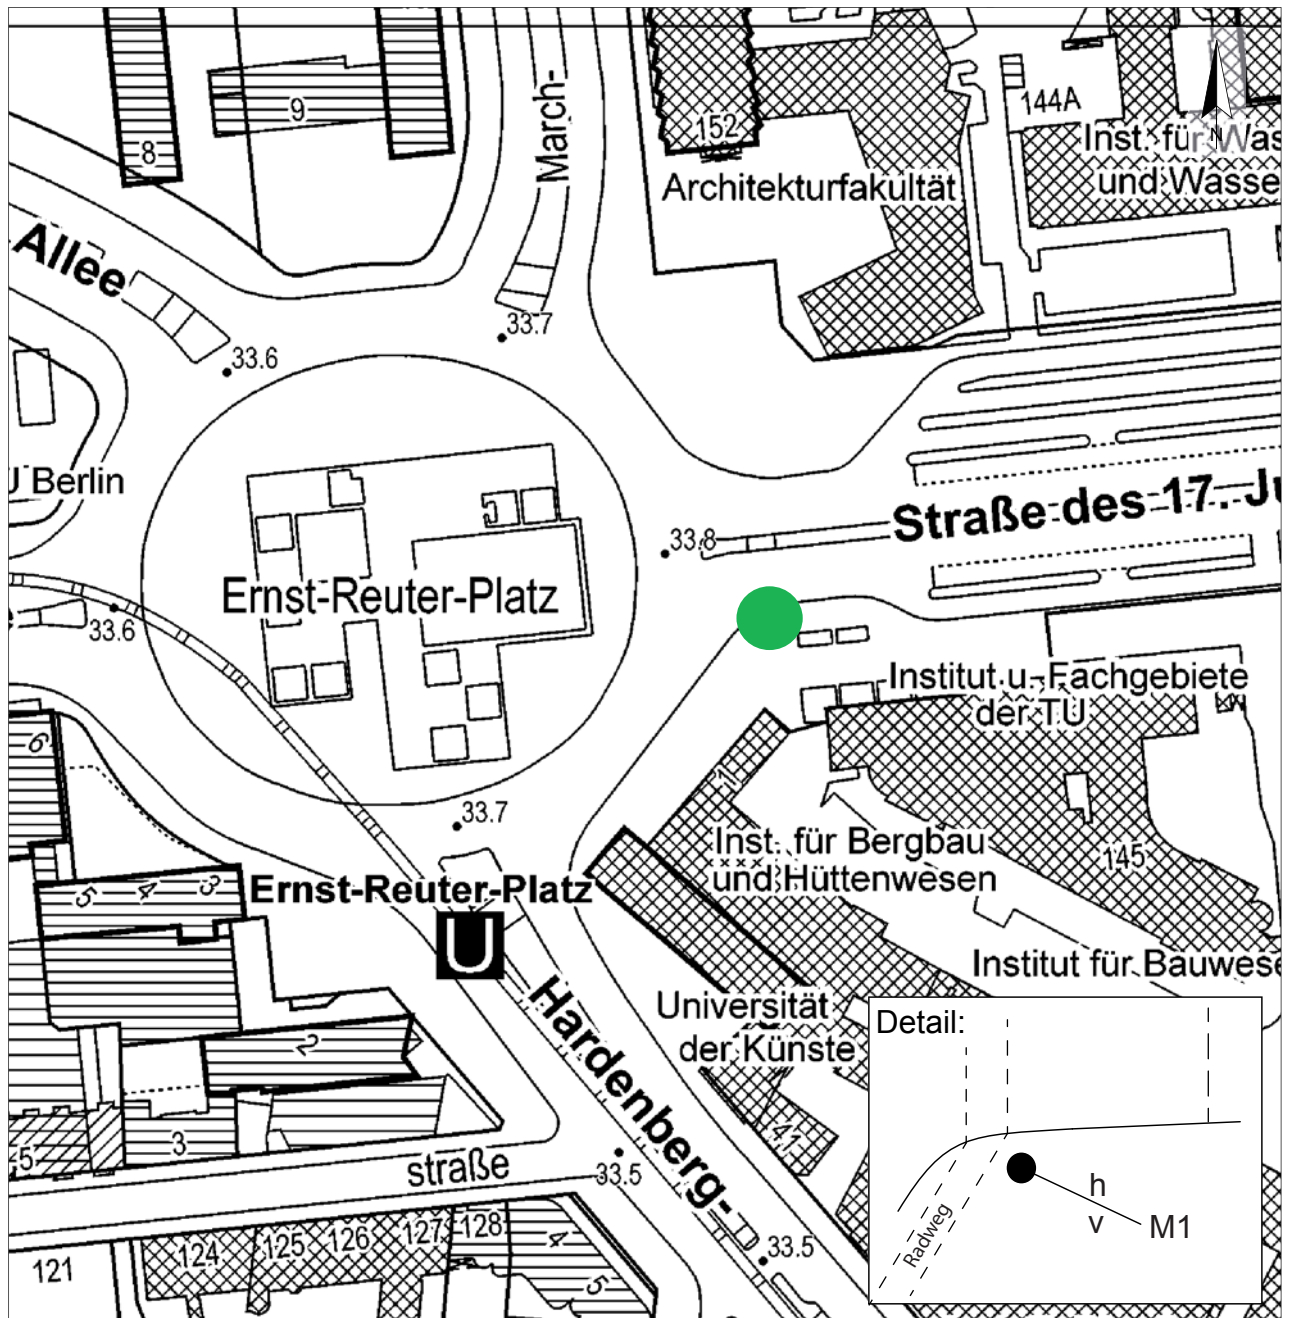 March-
9
8
152
144A
N
Inst. für Was
und Wasse
Architekturfakultät
Allee
33.7
33.6
U Berlin
Straße des 17. Ju
33.8
Ernst-Reuter-Platz
33.6
Institut u. Fachgebiete
der TU
6
1
33.7
Inst. für Bergbau
und Hüttenwesen
145
5
4
3
Ernst-Reuter-Platz
U
Institut für Bauwese
Hardenberg-
Universität
der Künste
2
41
3
5
straße
33.5
Detail:
h
v
M1
Radweg
124
125
126
127
128
4
5
121
33.5